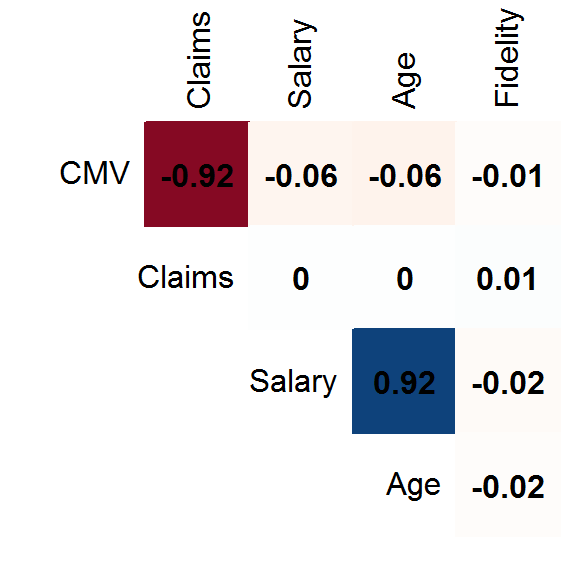 Claims Salary Age Fidelity
CMV -0.92 -0.06 -0.06 -0.01
Claims 0 0 0.01
Salary 0.92 -0.02
Age -0.02